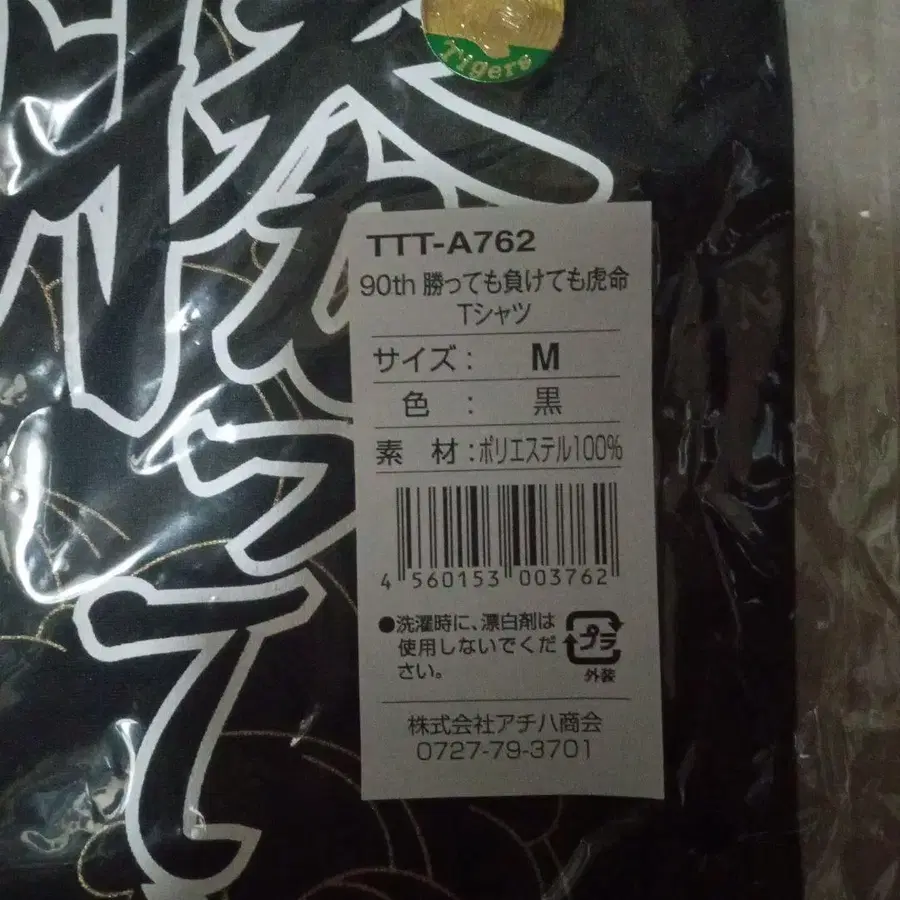 Tigers
勝って
TTT-A762
90th 勝っても負けても虎命
Tシャツ
サイズ： M
色 ： 黒
素 材：ポリエステル100%
4 560153 003762
●洗濯時に、漂白剤は
使用しないでくだ
さい。
プラ
外装
株式会社アチハ商会
0727-79-3701